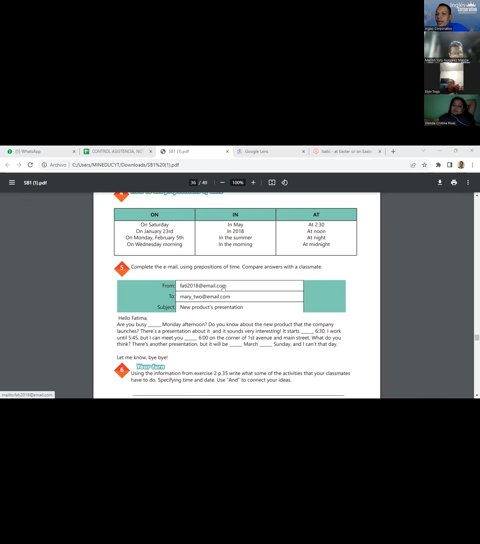 Inglés
Corporativo
Inglés Corporativo
Elvin Trejo
(1) WhatsApp
CONTROL ASISTENCIA
SB1 (1).pdf
Google Lens
Archivo
C:/Users/MINEDUCYT/Downloads/SB1%20(1).pdf
SB1 (1).pdf
36 / 49
100%
ON
IN
AT
On Saturday
In May
At 2.30
On January 23rd
In 2018
At noon
On Monday, February 5th
In the summer
At night
On Wednesday morning
In the morning
At midnight
5
Complete the e-mail, using prepositions of time. Compare answers with a classmate.
From:
fati2018@email.com
To:
mary_two@email.com
Subject:
New product's presentation
Hello Fatima,
Are you busy _____ Monday afternoon? Do you know about the new product that the company
launches? There's a presentation about it and it sounds very interesting! It starts _____ 6:30. I work
until 5:45, but I can meet you _____ 6:00 on the corner of 1st avenue and main street. What do you
think? There's another presentation, but it will be _____ March _____ Sunday, and I can't that day.
Let me know, bye bye!
6
Your turn
Using the information from exercise 2 p.35 write what some of the activities that your classmates
have to do. Specifying time and date. Use "And" to connect your ideas.
mailto:fati2018@email.com